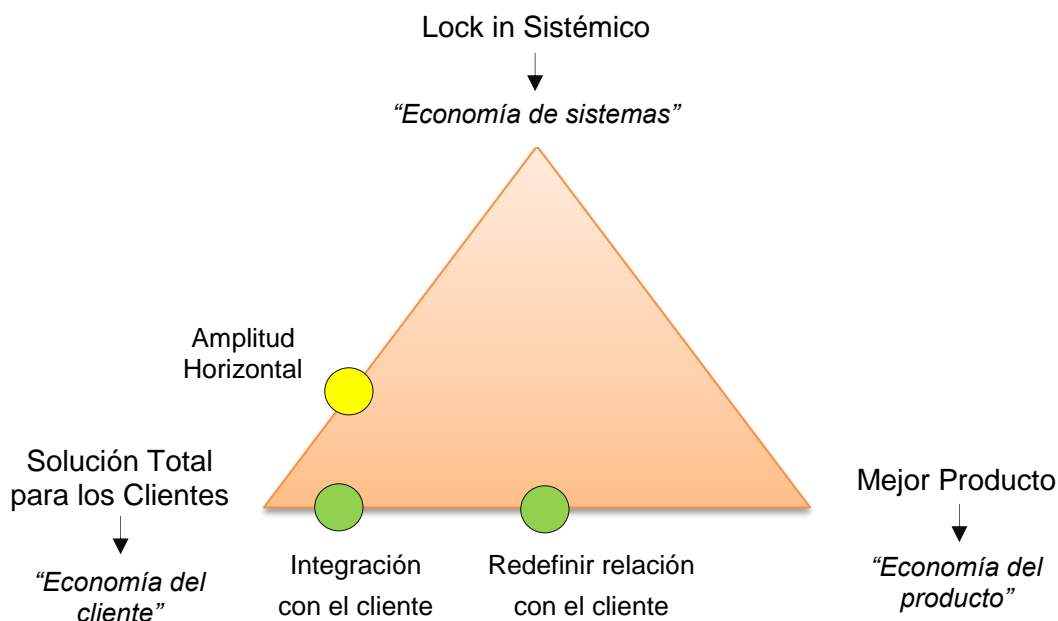 Lock in Sistémico
“Economía de sistemas”
Amplitud
Horizontal
Solución Total
para los Clientes
“Economía del
cliente”
Integración
con el cliente
Redefinir relación
con el cliente
Mejor Producto
“Economía del
producto”